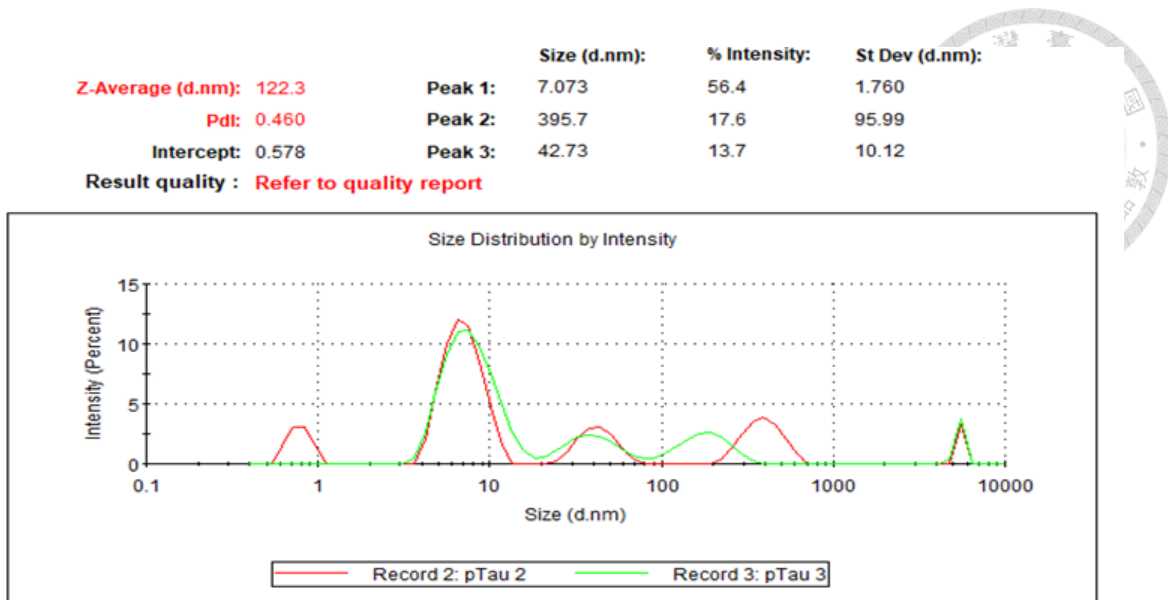 Size (d.nm): % Intensity: St Dev (d.nm):
Z-Average (d.nm): 122.3 Peak 1: 7.073 56.4 1.760
PdI: 0.460 Peak 2: 395.7 17.6 95.99
Intercept: 0.578 Peak 3: 42.73 13.7 10.12
Result quality : Refer to quality report
Size Distribution by Intensity
Intensity (Percent)
15
10
5
0
0.1 1 10 100 1000 10000
Size (d.nm)
Record 2: pTau 2 Record 3: pTau 3
臺
國